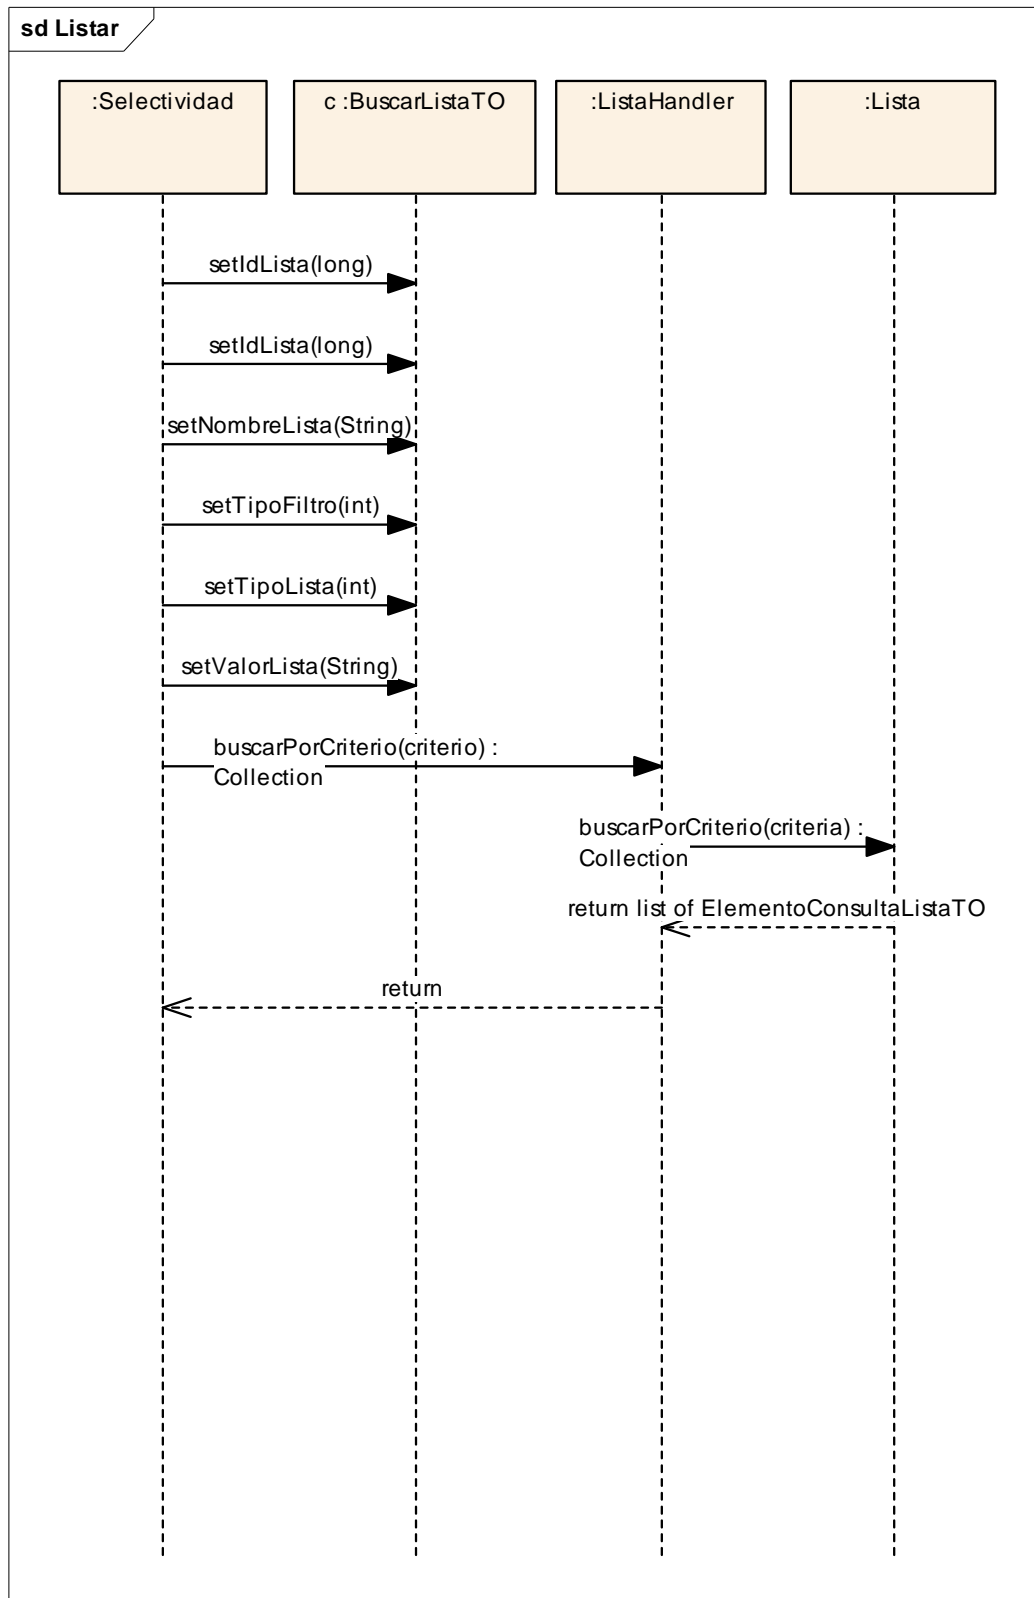 sd Listar
:Selectividad
c :BuscarListaTO
:ListaHandler
:Lista
setIdLista(long)
setIdLista(long)
setNombreLista(String)
setTipoFiltro(int)
setTipoLista(int)
setValorLista(String)
buscarPorCriterio(criterio) :
Collection
buscarPorCriterio(criteria) :
Collection
return list of ElementoConsultaListaTO
return